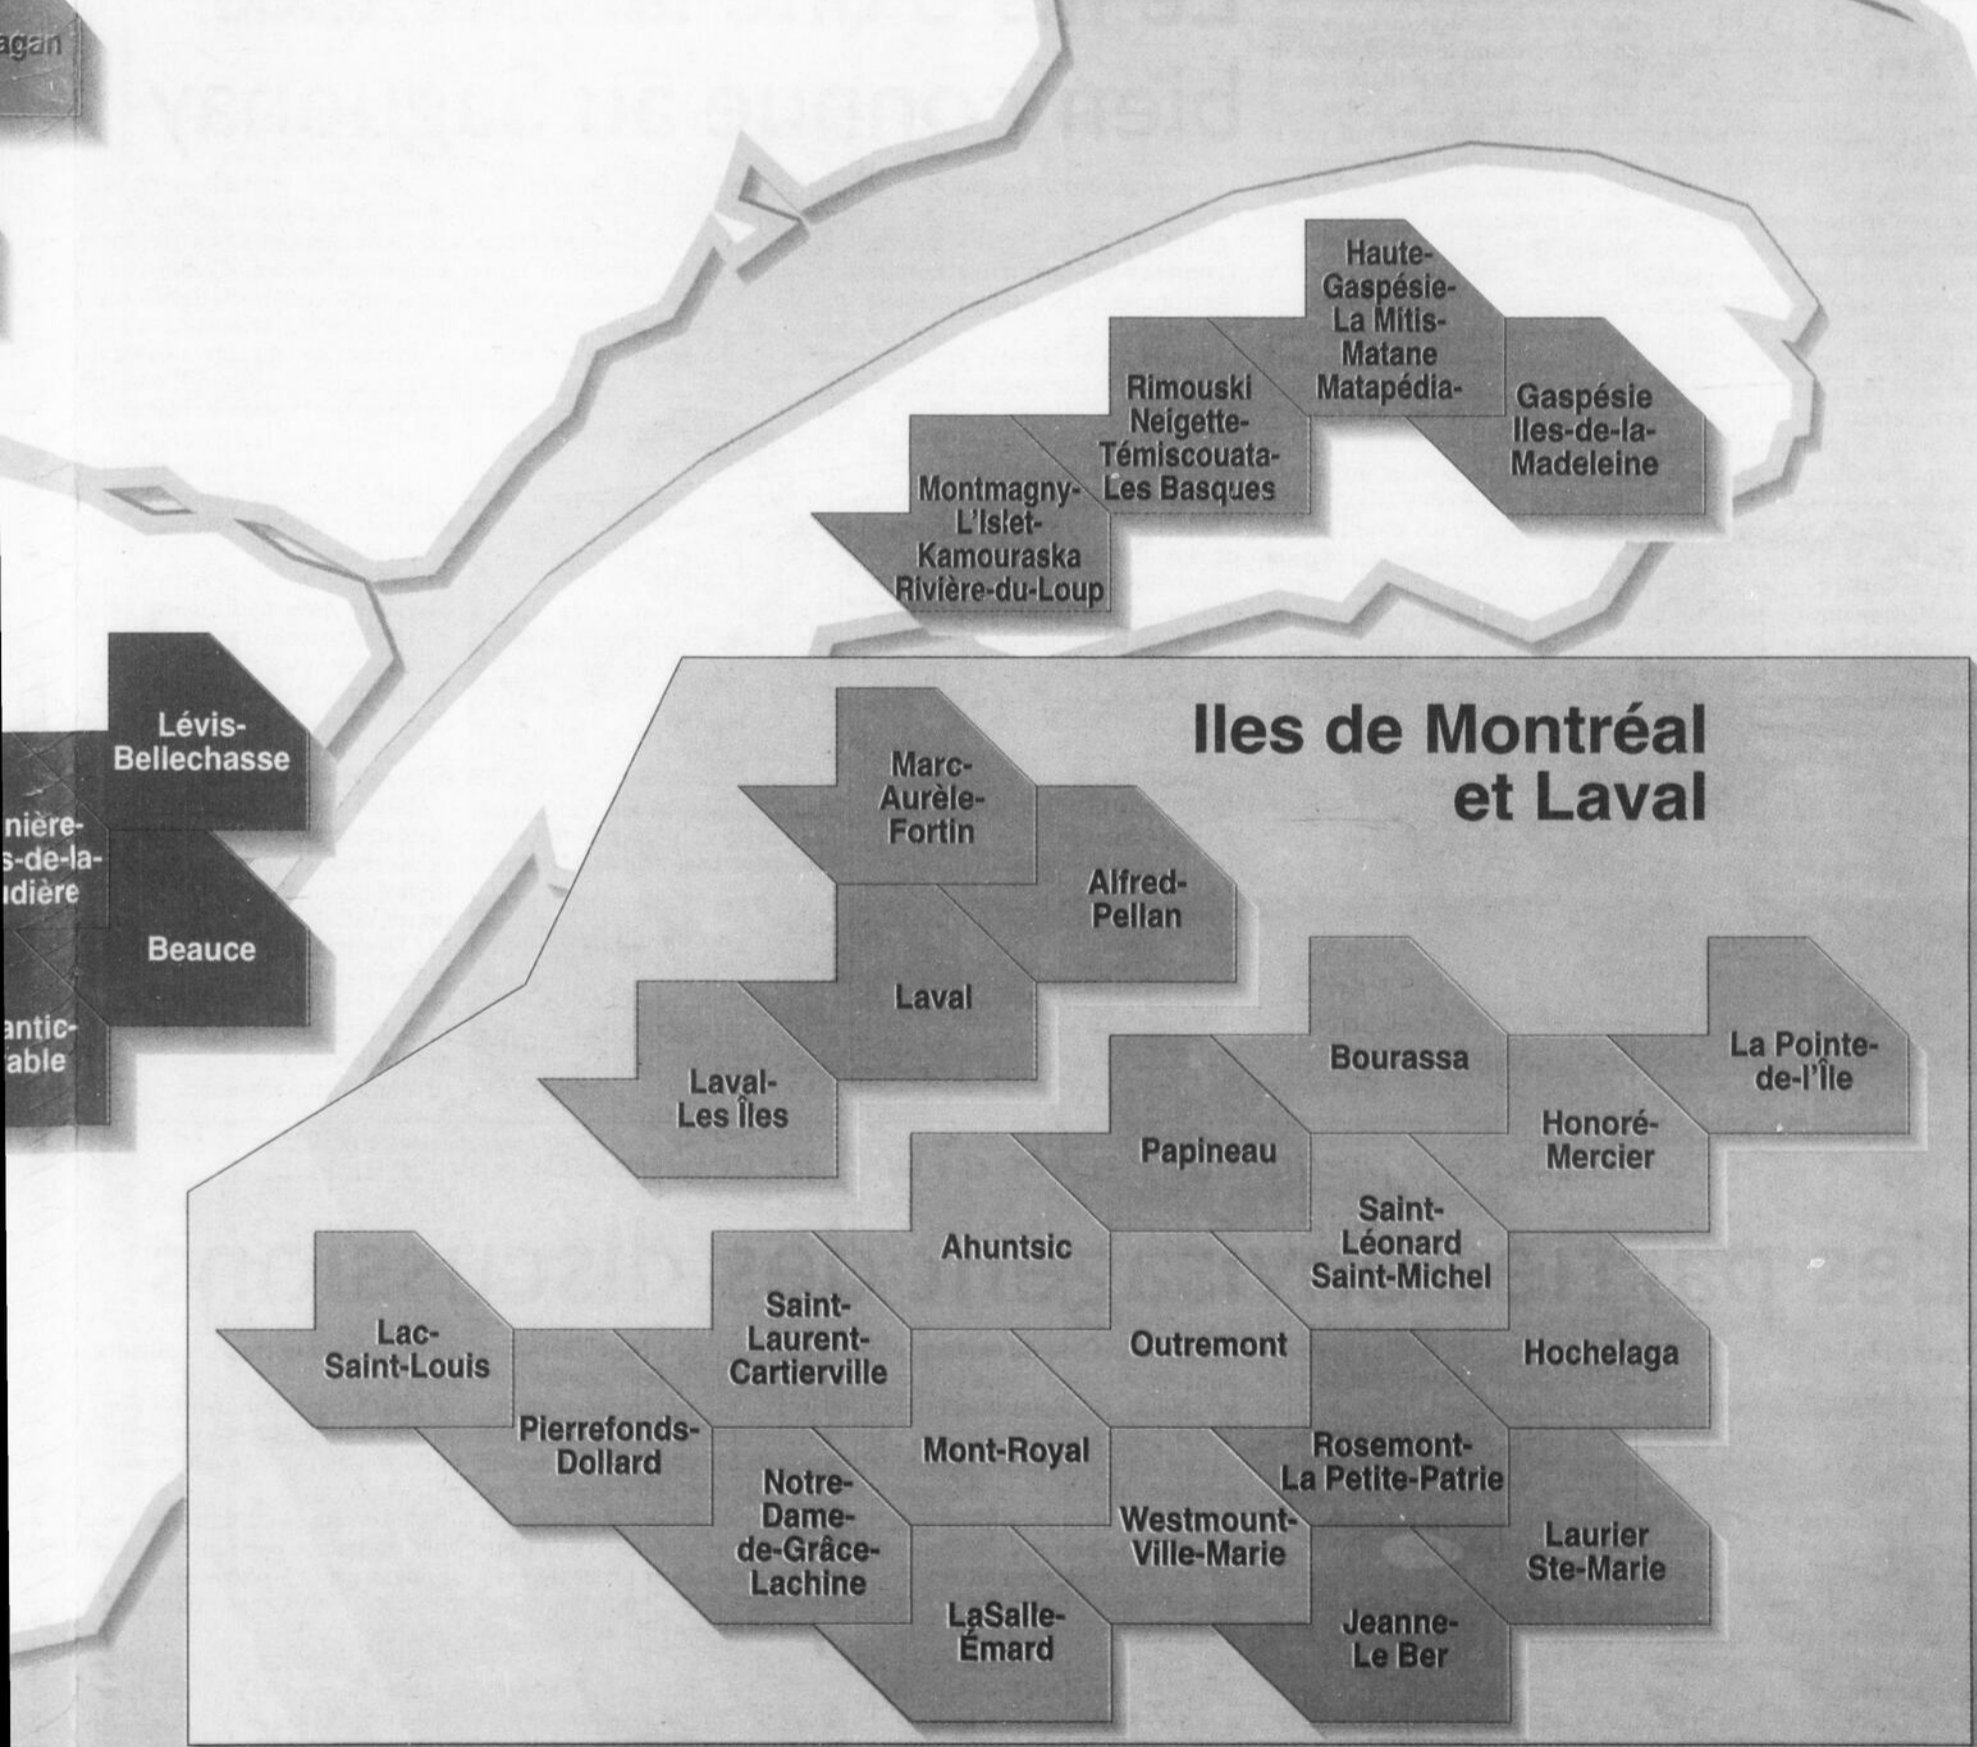 agan
Haute-
Gaspésie-
La Mitis-
Matane
Matapédia-
Gaspésie
Iles-de-la-
Madeleine
Rimouski
Neigette-
Témiscouata-
Les Basques
Montmagny-
L'Islet-
Kamouraska
Rivière-du-Loup
Lévis-
Bellechasse
nière-
s-de-la-
dière
Beauce
antic-
able
Iles de Montréal
et Laval
Marc-
Aurèle-
Fortin
Alfred-
Pellan
Laval
Laval-
Les Îles
Bourassa
La Pointe-
de-l'Île
Honoré-
Mercier
Papineau
Saint-
Léonard
Saint-Michel
Ahuntsic
Saint-
Laurent-
Cartierville
Outremont
Hochelaga
Lac-
Saint-Louis
Pierrefonds-
Dollard
Mont-Royal
Rosemont-
La Petite-Patrie
Notre-
Dame-
de-Grâce-
Lachine
Westmount-
Ville-Marie
Laurier
Ste-Marie
LaSalle-
Émard
Jeanne-
Le Ber